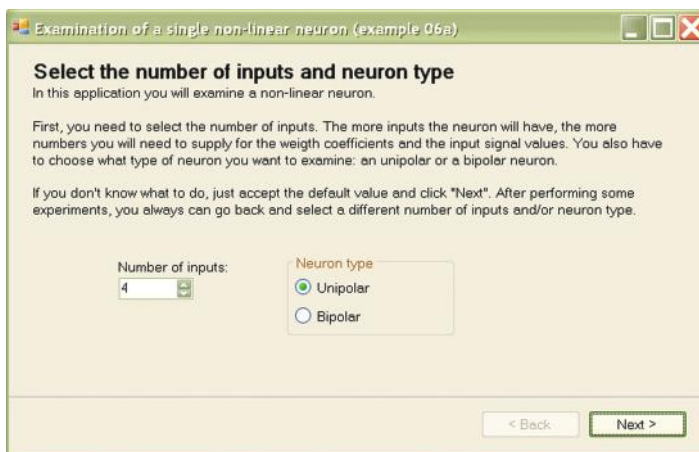 Examination of a single non-linear neuron (example 06a)
Select the number of inputs and neuron type
In this application you will examine a non-linear neuron.
First, you need to select the number of inputs. The more inputs the neuron will have, the more
numbers you will need to supply for the weigth coefficients and the input signal values. You also have
to choose what type of neuron you want to examine: an unipolar or a bipolar neuron.
If you don't know what to do, just accept the default value and click "Next". After performing some
experiments, you always can go back and select a different number of inputs and/or neuron type.
Number of inputs:
4
Neuron type
Unipolar
Bipolar
< Back
Next >